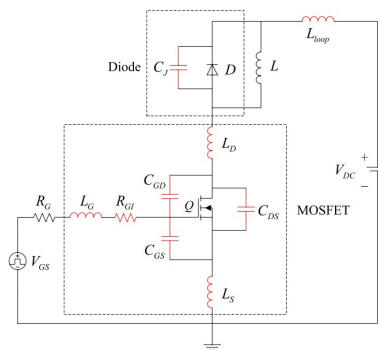 L_loop
Diode
C_J
D
L
L_D
C_GD
V_DC
+
−
R_G
L_G
R_GI
Q
C_DS
MOSFET
C_GS
V_GS
L_S